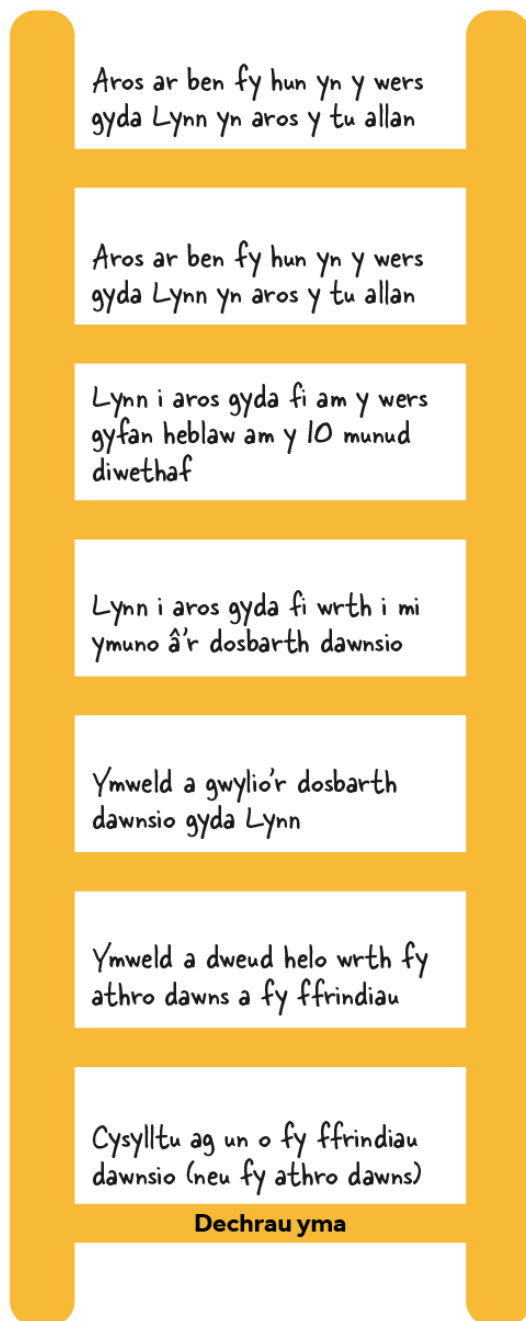 Aros ar ben fy hun yn y wers
gyda Lynn yn aros y tu allan
Aros ar ben fy hun yn y wers
gyda Lynn yn aros y tu allan
Lynn i aros gyda fi am y wers
gyfan heblaw am y 10 munud
diwethaf
Lynn i aros gyda fi wrth i mi
ymuno â'r dosbarth dawnsio
Ymweld a gwylio'r dosbarth
dawnsio gyda Lynn
Ymweld a dweud helo wrth fy
athro dawns a fy ffrindiau
Cysylltu ag un o fy ffrindiau
dawnsio (neu fy athro dawns)
Dechrau yma